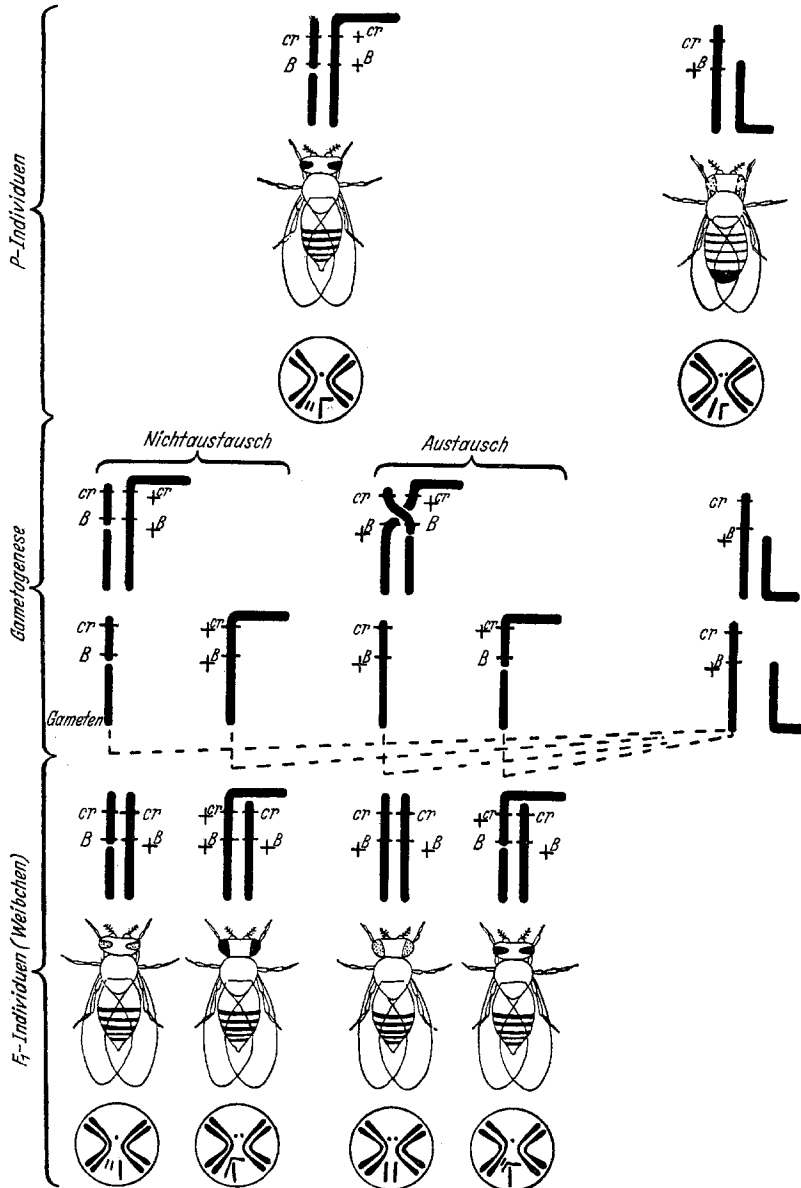 P-Individuen
cr +cr
B +B
cr
+B
Gametogenese
Nichtaustausch
Austausch
cr +cr
B +B
cr +cr
+B B
cr
+B
cr
B
+cr
+B
cr
+B
+cr
B
cr
+B
Gameten
F1-Individuen (Weibchen)
cr cr
B +B
+cr cr
+B +B
cr cr
+B +B
+cr cr
B +B